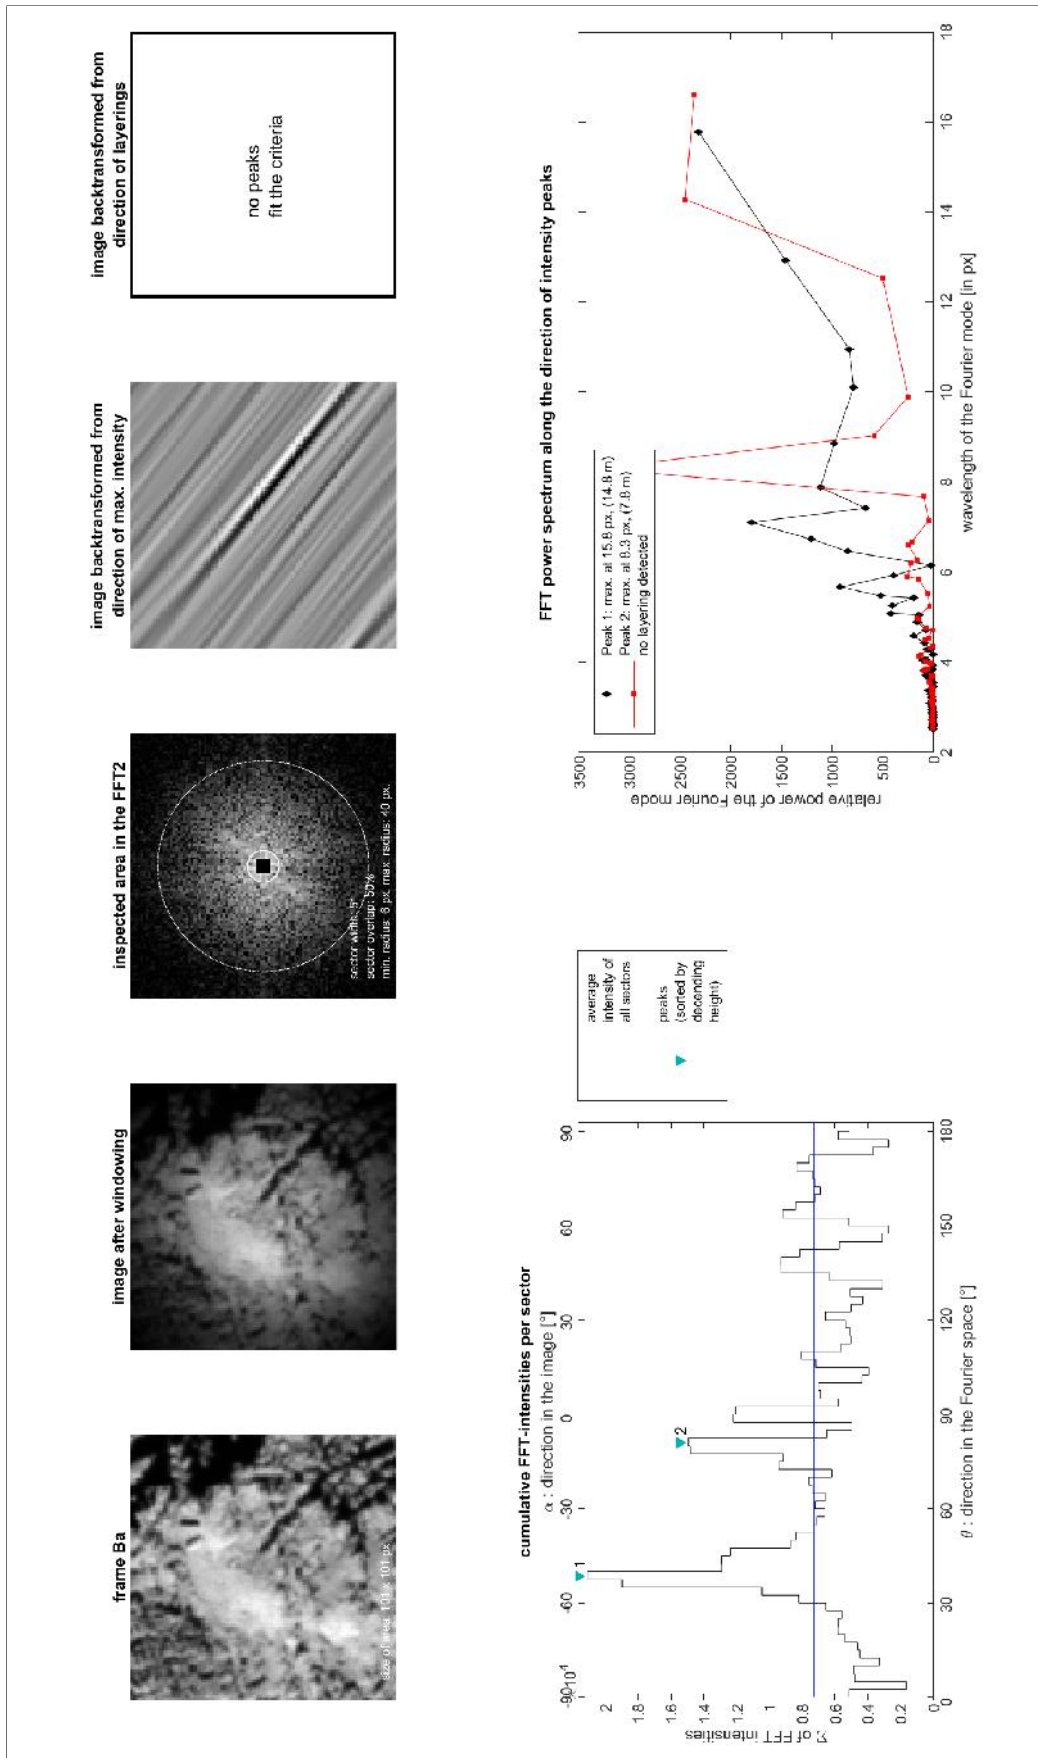 frame Ba
size of area: 101 x 101 px
image after windowing
inspected area in the FFT2
sector width: 5°
sector overlap: 50%
min. radius: 6 px, max. radius: 40 px.
image backtransformed from
direction of max. intensity
image backtransformed from
direction of layerings
no peaks
fit the criteria
cumulative FFT-intensities per sector
α : direction in the image [°]
-90 -60 -30 0 30 60 90
10⁴
Σ of FFT intensities
2
1.8
1.6
1.4
1.2
1
0.8
0.6
0.4
0.2
0
1
2
0 30 60 90 120 150 180
θ : direction in the Fourier space [°]
average
intensity of
all sectors
peaks
(sorted by
decending
height)
FFT power spectrum along the direction of intensity peaks
relative power of the Fourier mode
3500
3000
2500
2000
1500
1000
500
0
Peak 1: max. at 15.8 px, (14.8 m)
Peak 2: max. at 8.3 px, (7.8 m)
no layering detected
2 4 6 8 10 12 14 16 18
wavelength of the Fourier mode [in px]